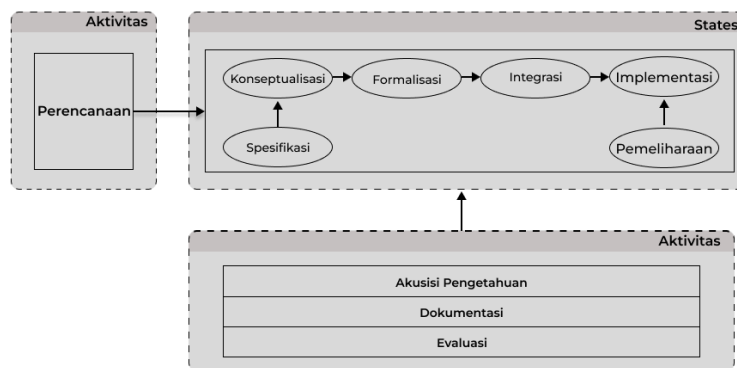 Aktivitas
Perencanaan
States
Konseptualisasi
Formalisasi
Integrasi
Implementasi
Spesifikasi
Pemeliharaan
Aktivitas
Akusisi Pengetahuan
Dokumentasi
Evaluasi